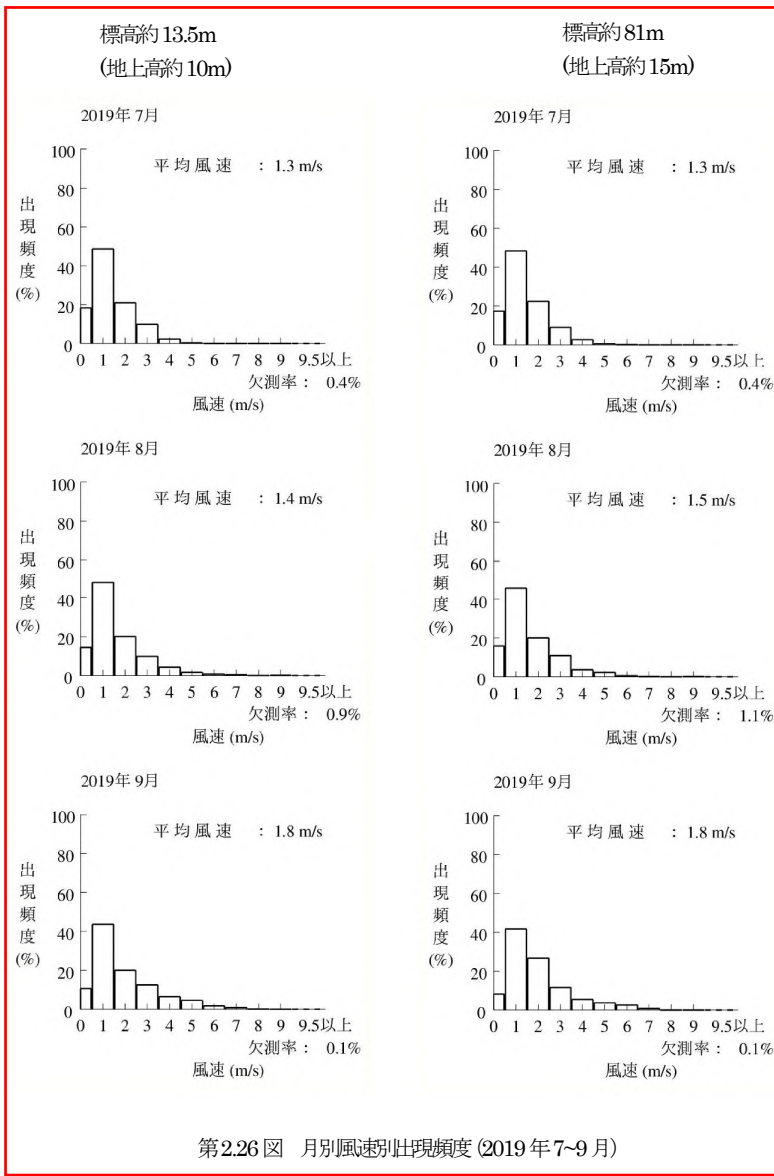 標高約13.5m
(地上高約10m)
2019年 7月
平 均 風 速 : 1.3 m/s
出現頻度(%)
100
80
60
40
20
0
0 1 2 3 4 5 6 7 8 9 9.5以上
欠測率: 0.4%
風速 (m/s)
2019年 8月
平 均 風 速 : 1.4 m/s
出現頻度(%)
100
80
60
40
20
0
0 1 2 3 4 5 6 7 8 9 9.5以上
欠測率: 0.9%
風速 (m/s)
2019年 9月
平 均 風 速 : 1.8 m/s
出現頻度(%)
100
80
60
40
20
0
0 1 2 3 4 5 6 7 8 9 9.5以上
欠測率: 0.1%
風速 (m/s)
標高約81m
(地上高約15m)
2019年 7月
平 均 風 速 : 1.3 m/s
出現頻度(%)
100
80
60
40
20
0
0 1 2 3 4 5 6 7 8 9 9.5以上
欠測率: 0.4%
風速 (m/s)
2019年 8月
平 均 風 速 : 1.5 m/s
出現頻度(%)
100
80
60
40
20
0
0 1 2 3 4 5 6 7 8 9 9.5以上
欠測率: 1.1%
風速 (m/s)
2019年 9月
平 均 風 速 : 1.8 m/s
出現頻度(%)
100
80
60
40
20
0
0 1 2 3 4 5 6 7 8 9 9.5以上
欠測率: 0.1%
風速 (m/s)
第2.26図 月別風速別出現頻度(2019年7~9月)